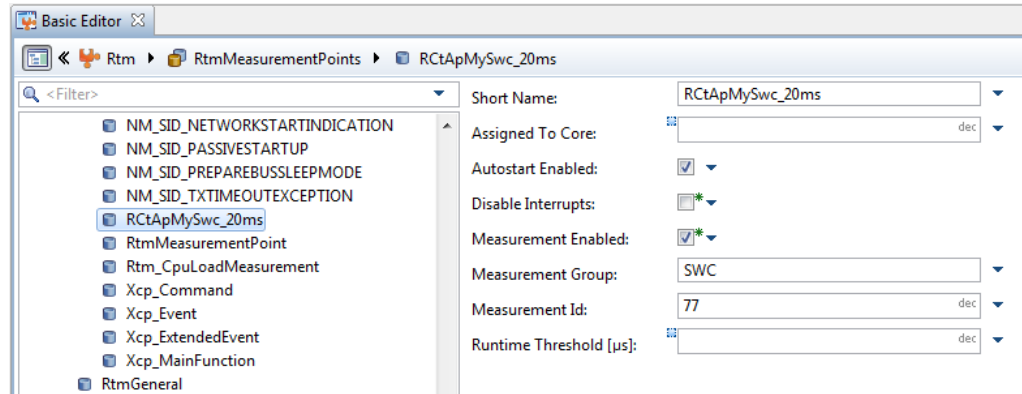 Basic Editor
Rtm RtmMeasurementPoints RCtApMySwc_20ms
<Filter>
NM_SID_NETWORKSTARTINDICATION
NM_SID_PASSIVESTARTUP
NM_SID_PREPAREBUSSLEEPMODE
NM_SID_TXTIMEOUTEXCEPTION
RCtApMySwc_20ms
RtmMeasurementPoint
Rtm_CpuLoadMeasurement
Xcp_Command
Xcp_Event
Xcp_ExtendedEvent
Xcp_MainFunction
RtmGeneral
Short Name: RCtApMySwc_20ms
Assigned To Core: dec
Autostart Enabled:
Disable Interrupts:
Measurement Enabled:
Measurement Group: SWC
Measurement Id: 77 dec
Runtime Threshold [µs]: dec